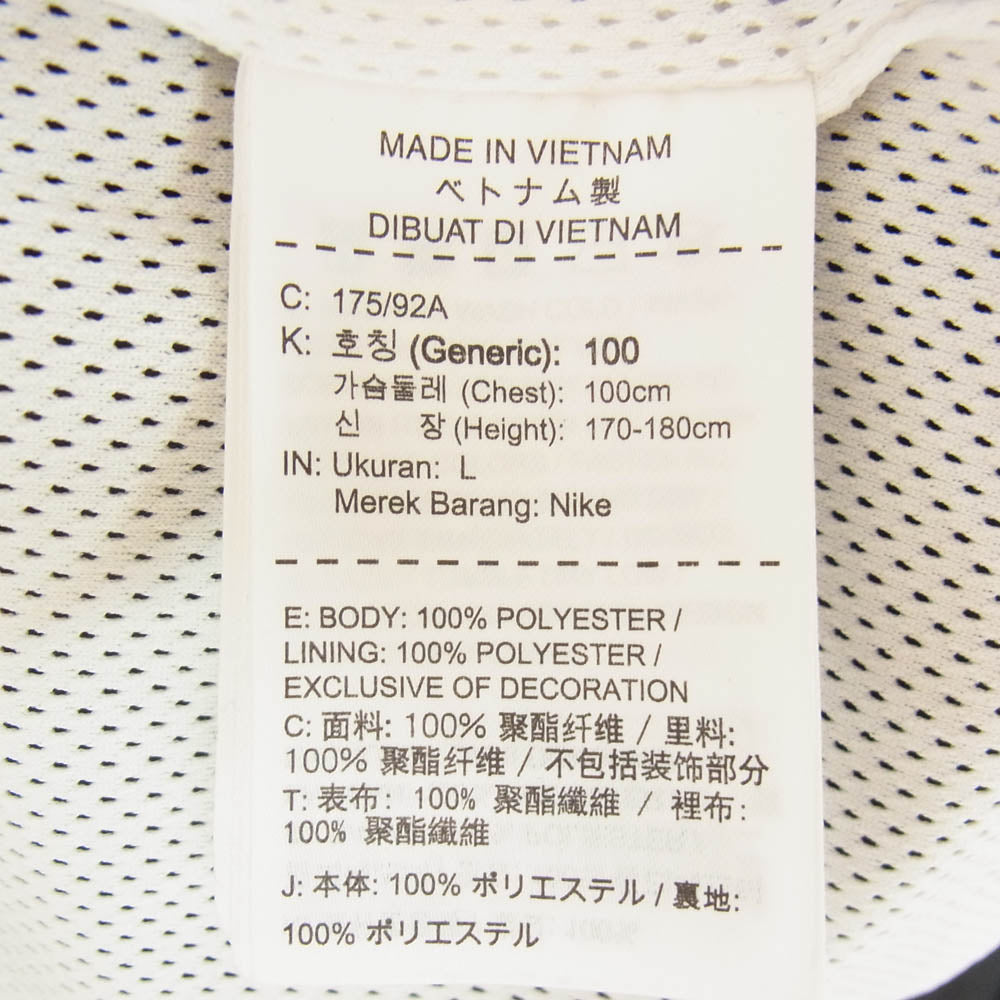 MADE IN VIETNAM
ベトナム製
DIBUAT DI VIETNAM
C: 175/92A
K: 호칭 (Generic): 100
가슴둘레 (Chest): 100cm
신 장 (Height): 170-180cm
IN: Ukuran: L
Merek Barang: Nike
E: BODY: 100% POLYESTER /
LINING: 100% POLYESTER /
EXCLUSIVE OF DECORATION
C: 面料: 100% 聚酯纤维 / 里料:
100% 聚酯纤维 / 不包括装饰部分
T: 表布: 100% 聚酯纖維 / 裡布:
100% 聚酯纖維
J: 本体: 100% ポリエステル / 裏地:
100% ポリエステル